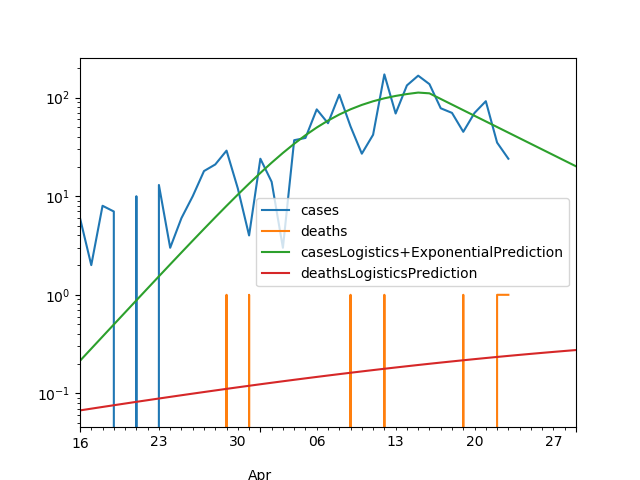 10²
10¹
10⁰
10⁻¹
cases
deaths
casesLogistics+ExponentialPrediction
deathsLogisticsPrediction
16 23 30 06 13 20 27
Apr